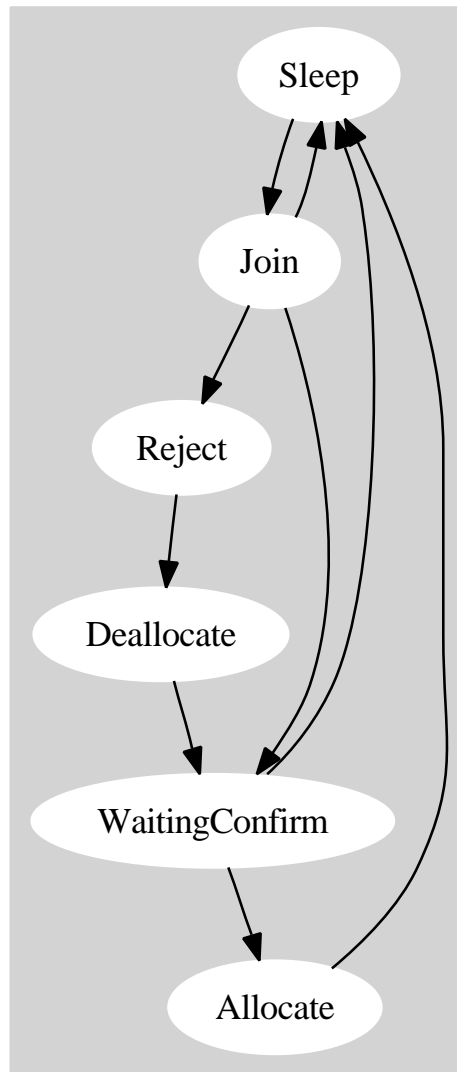 Sleep
Join
Reject
Deallocate
WaitingConfirm
Allocate